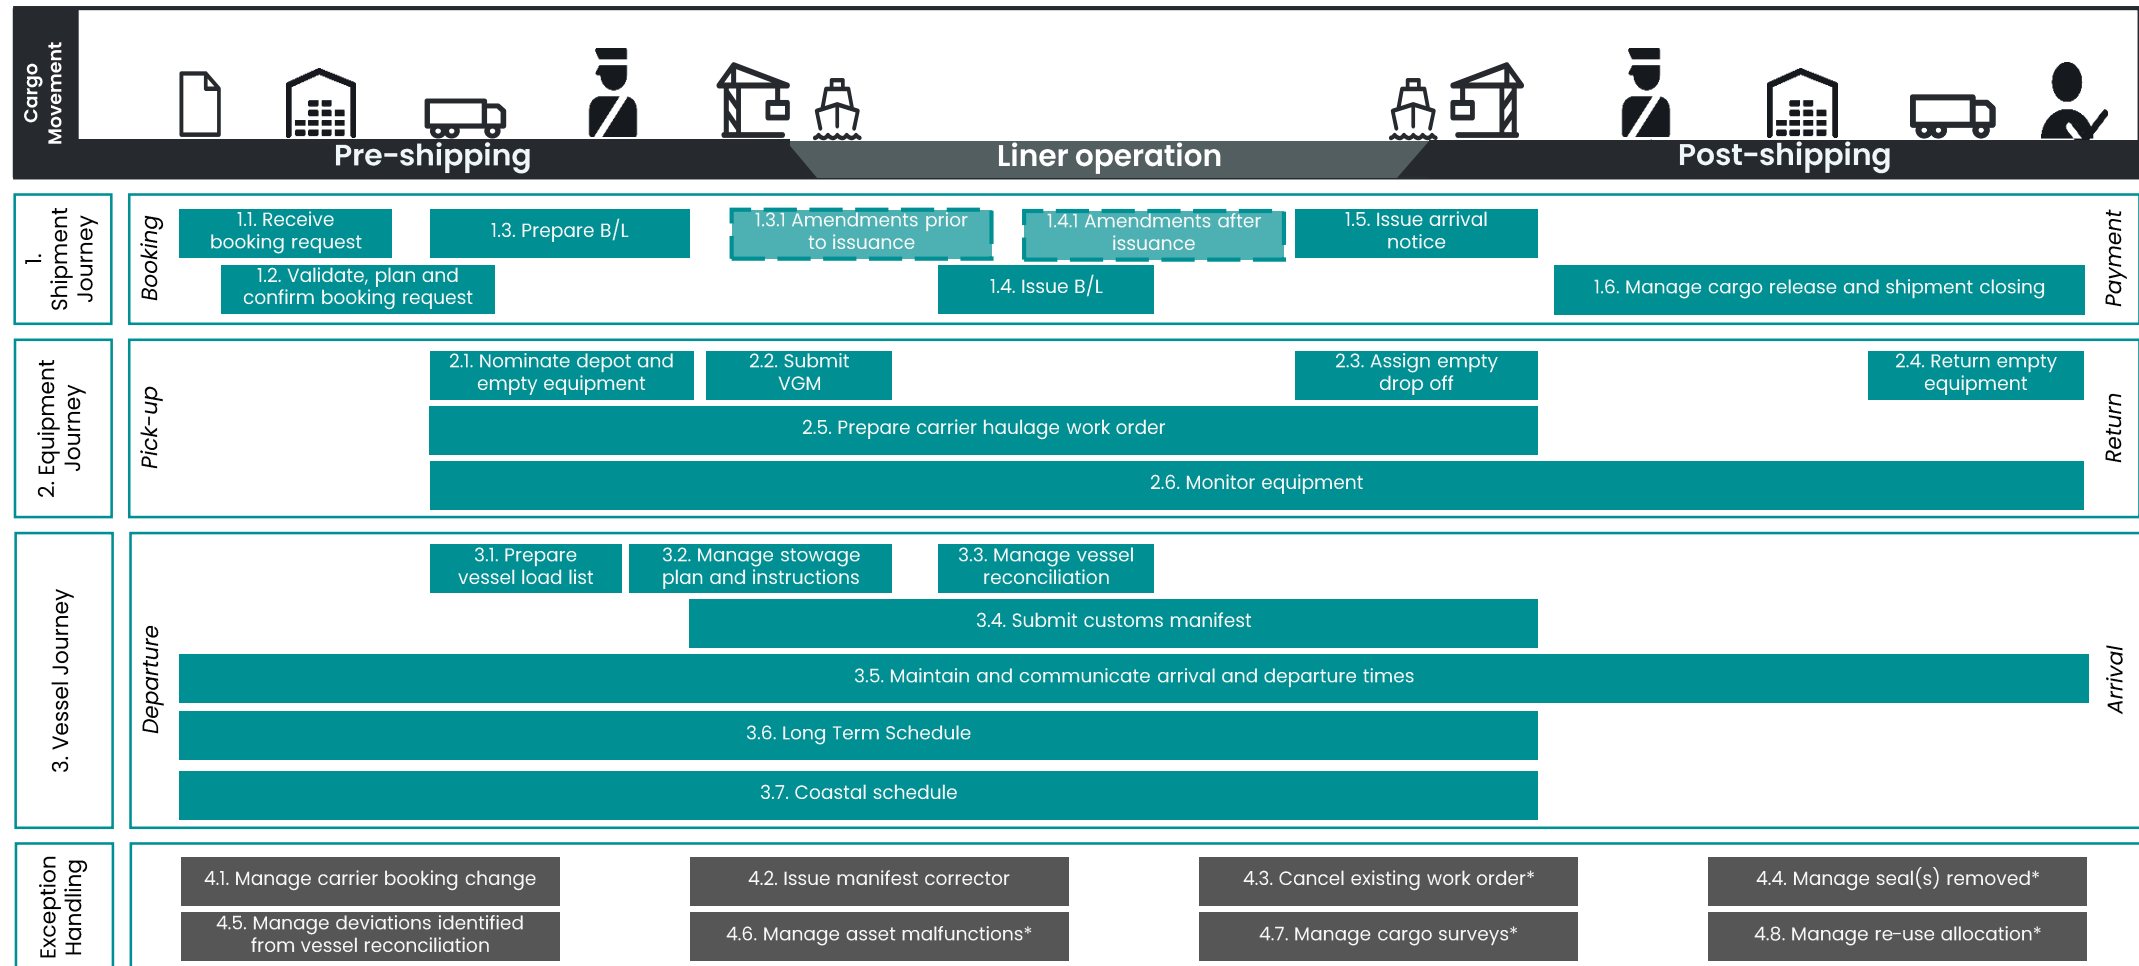 Cargo
Movement
Pre-shipping
Liner operation
Post-shipping
1.
Shipment
Journey
Booking
1.1. Receive
booking request
1.3. Prepare B/L
1.3.1 Amendments prior
to issuance
1.4.1 Amendments after
issuance
1.5. Issue arrival
notice
1.2. Validate, plan and
confirm booking request
1.4. Issue B/L
1.6. Manage cargo release and shipment closing
Payment
2. Equipment
Journey
Pick-up
2.1. Nominate depot and
empty equipment
2.2. Submit
VGM
2.3. Assign empty
drop off
2.4. Return empty
equipment
2.5. Prepare carrier haulage work order
2.6. Monitor equipment
Return
3. Vessel Journey
Departure
3.1. Prepare
vessel load list
3.2. Manage stowage
plan and instructions
3.3. Manage vessel
reconciliation
3.4. Submit customs manifest
3.5. Maintain and communicate arrival and departure times
3.6. Long Term Schedule
3.7. Coastal schedule
Arrival
Exception
Handling
4.1. Manage carrier booking change
4.2. Issue manifest corrector
4.3. Cancel existing work order*
4.4. Manage seal(s) removed*
4.5. Manage deviations identified
from vessel reconciliation
4.6. Manage asset malfunctions*
4.7. Manage cargo surveys*
4.8. Manage re-use allocation*